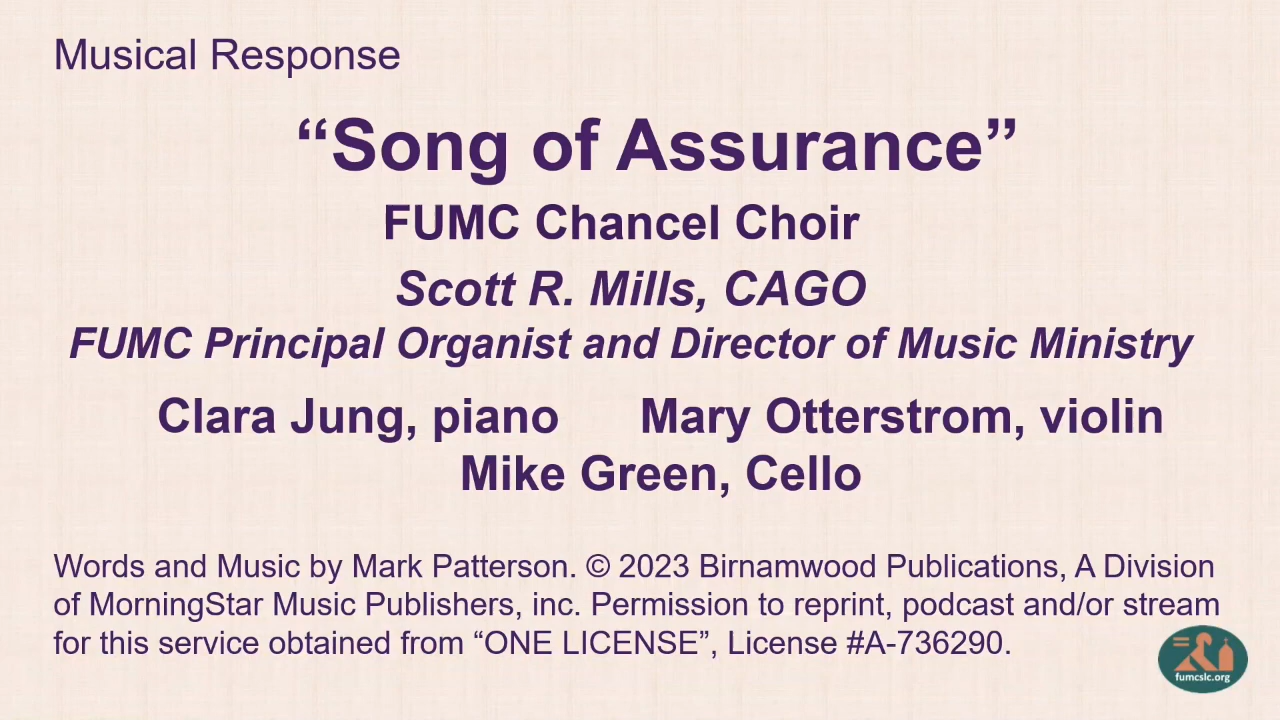 Musical Response
“Song of Assurance”
FUMC Chancel Choir
Scott R. Mills, CAGO
FUMC Principal Organist and Director of Music Ministry
Clara Jung, piano Mary Otterstrom, violin
Mike Green, Cello
Words and Music by Mark Patterson. © 2023 Birnamwood Publications, A Division
of MorningStar Music Publishers, inc. Permission to reprint, podcast and/or stream
for this service obtained from “ONE LICENSE”, License #A-736290.
fumcslc.org